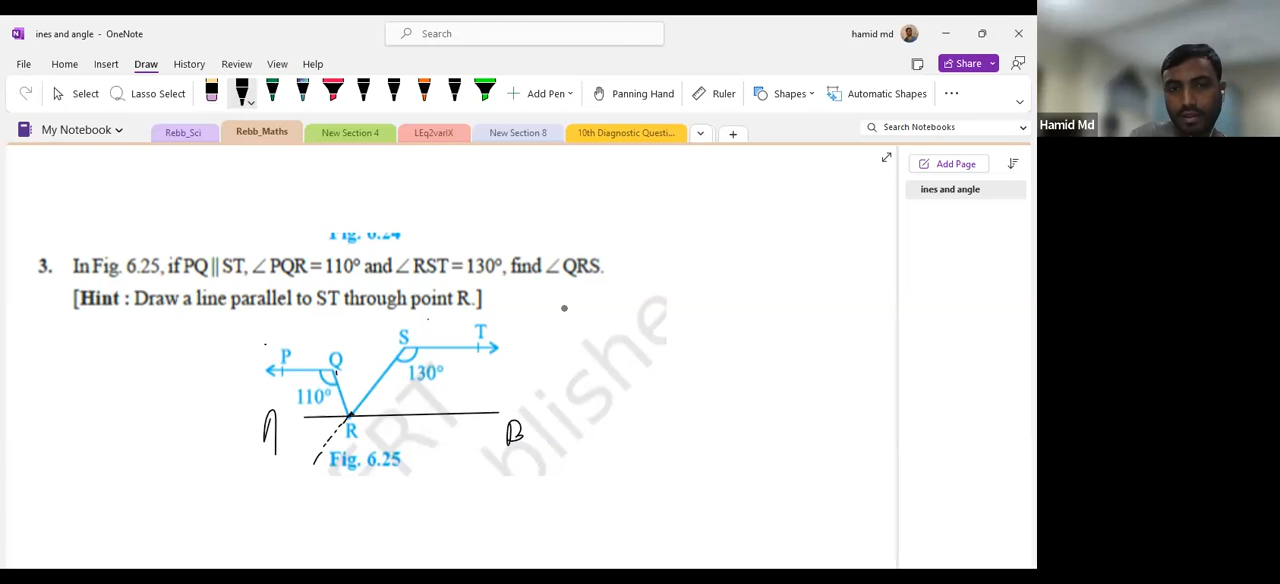 ines and angle - OneNote
Search
hamid md
File Home Insert Draw History Review View Help
Share
Select Lasso Select Add Pen Panning Hand Ruler Shapes Automatic Shapes ...
My Notebook
Rebb_Sci Rebb_Maths New Section 4 LEq2varIX New Section 8 10th Diagnostic Questi... +
Search Notebooks
Add Page
ines and angle
Hamid Md
Fig. 6.24
3. In Fig. 6.25, if PQ || ST, ∠PQR = 110° and ∠RST = 130°, find ∠QRS.
[Hint : Draw a line parallel to ST through point R.]
S T
P Q
130°
110°
A R B
Fig. 6.25
blishe